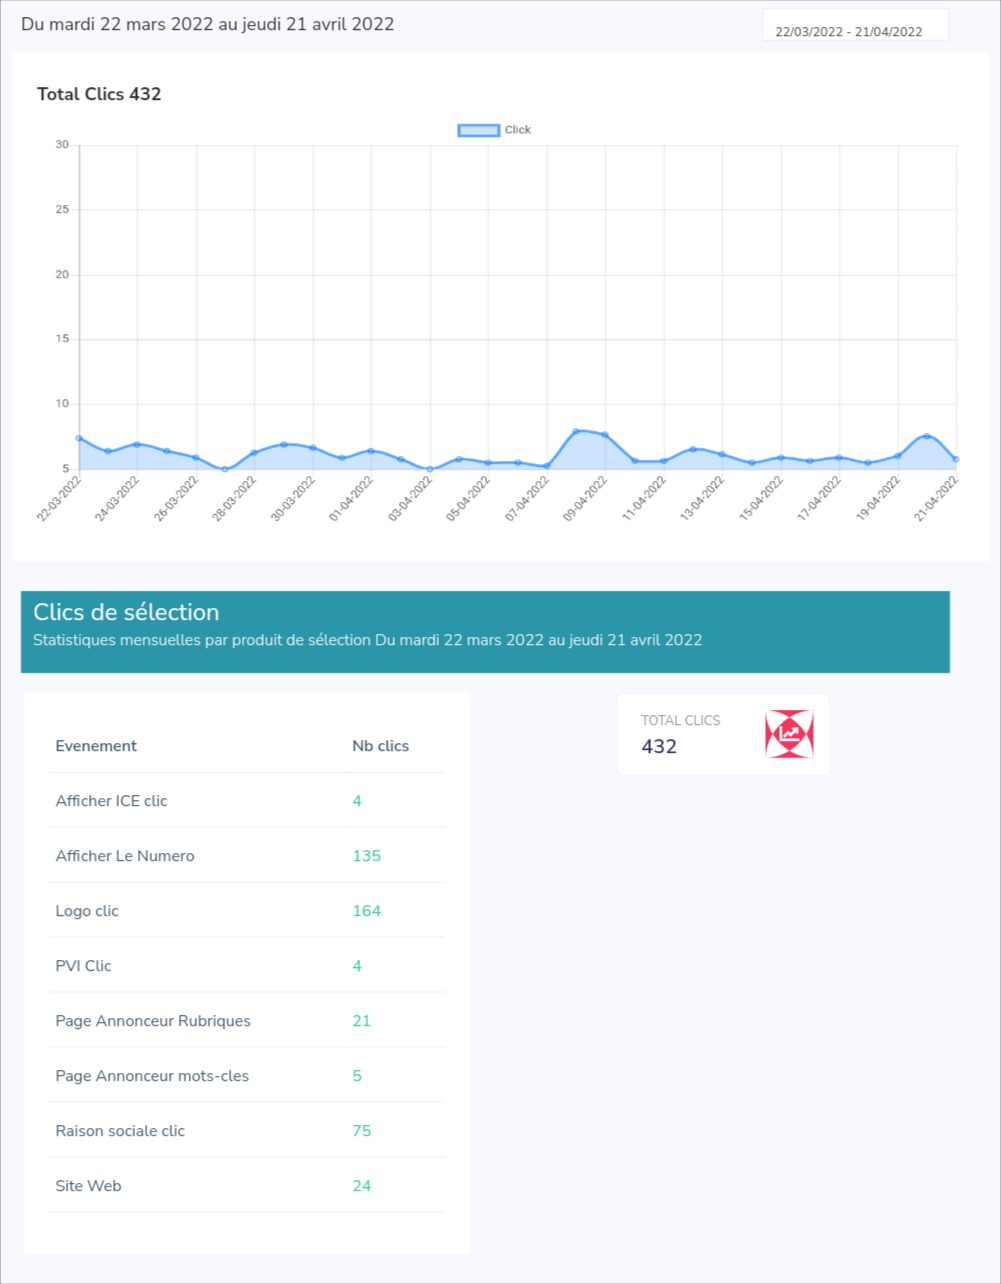 Du mardi 22 mars 2022 au jeudi 21 avril 2022
22/03/2022 - 21/04/2022
Total Clics 432
Click
30
25
20
15
10
5
22-03-2022
24-03-2022
26-03-2022
28-03-2022
30-03-2022
01-04-2022
03-04-2022
05-04-2022
07-04-2022
09-04-2022
11-04-2022
13-04-2022
15-04-2022
17-04-2022
19-04-2022
21-04-2022
Clics de sélection
Statistiques mensuelles par produit de sélection Du mardi 22 mars 2022 au jeudi 21 avril 2022
Evenement Nb clics
Afficher ICE clic 4
Afficher Le Numero 135
Logo clic 164
PVI Clic 4
Page Annonceur Rubriques 21
Page Annonceur mots-cles 5
Raison sociale clic 75
Site Web 24
TOTAL CLICS
432